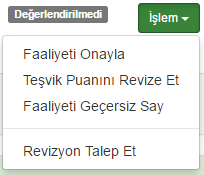 Değerlendirilmedi
İşlem
Faaliyeti Onayla
Teşvik Puanını Revize Et
Faaliyeti Geçersiz Say
Revizyon Talep Et